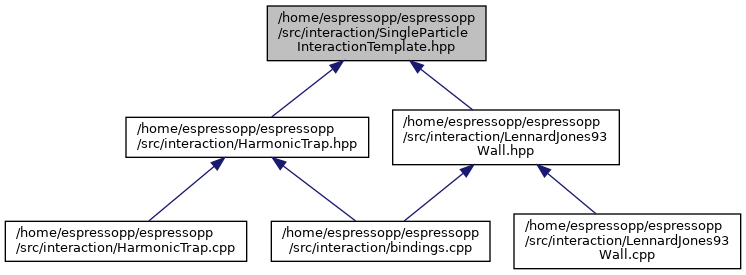 /home/espressopp/espressopp
/src/interaction/SingleParticle
InteractionTemplate.hpp
/home/espressopp/espressopp
/src/interaction/HarmonicTrap.hpp
/home/espressopp/espressopp
/src/interaction/LennardJones93
Wall.hpp
/home/espressopp/espressopp
/src/interaction/HarmonicTrap.cpp
/home/espressopp/espressopp
/src/interaction/bindings.cpp
/home/espressopp/espressopp
/src/interaction/LennardJones93
Wall.cpp